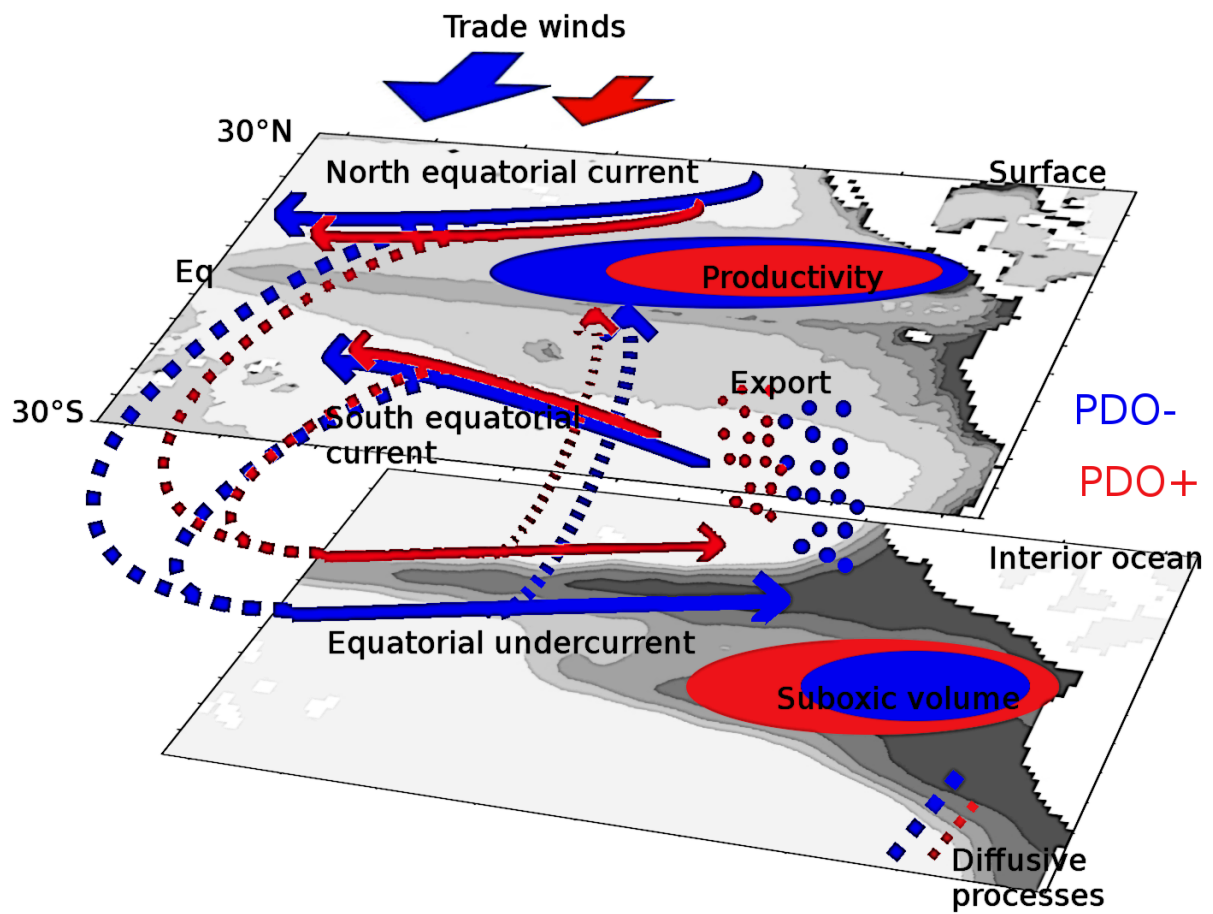 Trade winds
30°N
North equatorial current
Surface
Eq
Productivity
Export
30°S
South equatorial
current
PDO-
PDO+
Interior ocean
Equatorial undercurrent
Suboxic volume
Diffusive
processes